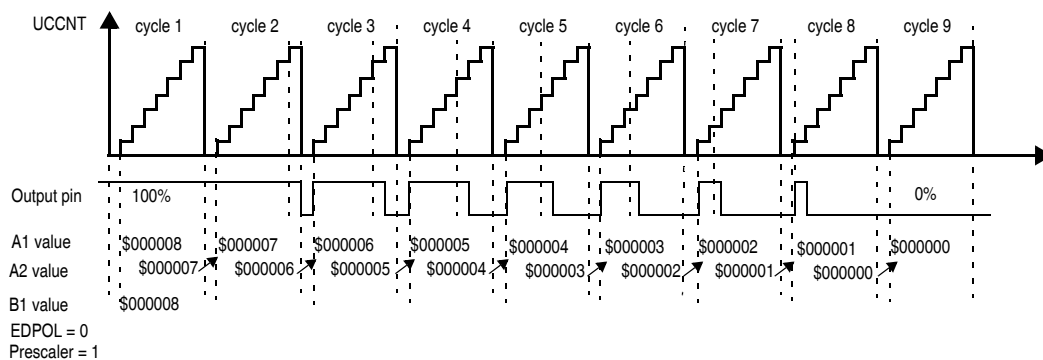 UCCNT cycle 1 cycle 2 cycle 3 cycle 4 cycle 5 cycle 6 cycle 7 cycle 8 cycle 9
Output pin 100% 0%
A1 value $000008 $000007 $000006 $000005 $000004 $000003 $000002 $000001 $000000
A2 value $000007 $000006 $000005 $000004 $000003 $000002 $000001 $000000
B1 value $000008
EDPOL = 0
Prescaler = 1